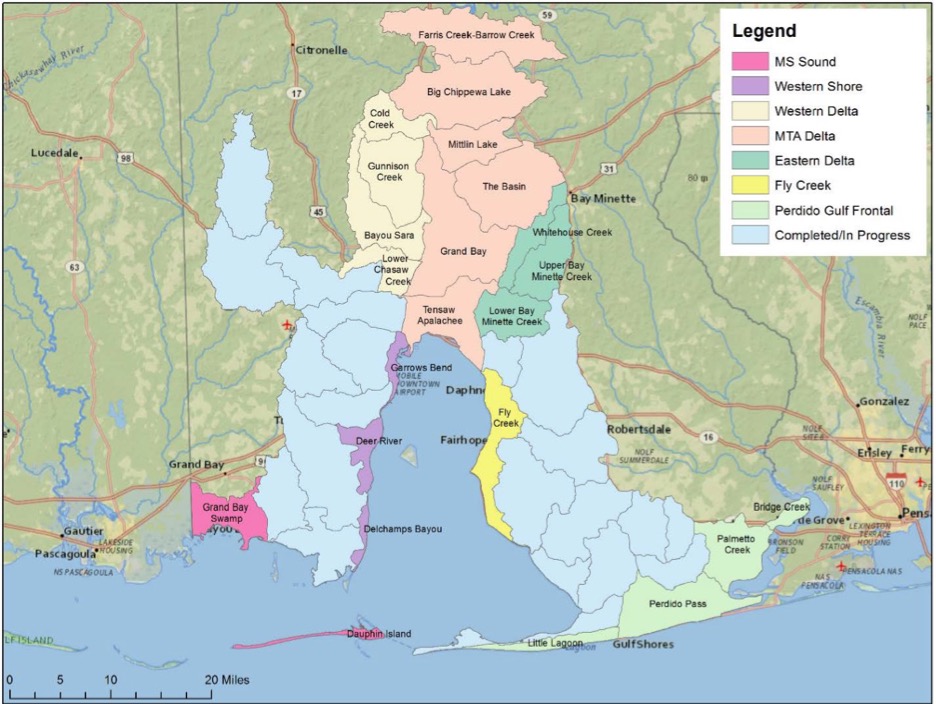 59
Farris Creek-Barrow Creek
Citronelle
Chickasawhay River
17
Big Chippewa Lake
Cold
Creek
Lucedale
98
Mittlin Lake
Gunnison
Creek
The Basin
31
80
Bay Minette
45
Bayou Sara
Whitehouse Creek
Grand Bay
63
Lower
Chasaw
Creek
Upper Bay
Minette Creek
Tensaw
Apalachee
Lower Bay
Minette Creek
Escambia River
NOLF
PACE
Garrows Bend
MOBILE
DOWNTOWN
AIRPORT
Daphne
Gonzalez
Fly
Creek
Deer River
Fairhope
Robertsdale
16
NOLF
SITE 8
NOLF
SUMMERDALE
Ensley
Ferry
Grand Bay
9
NOLF
SAUFLEY
110
Grand Bay
Swamp
Bridge Creek
de Grove
Pens
Gautier
LAKESIDE
HOUSING
Delchamps Bayou
Palmetto
Creek
LEXINGTON
TERRACE
HOUSING
CORRY
STATION
BRONSON
FIELD
Pascagoula
NS PASCAGOULA
NAS
PENSACOLA
PENSACOLA NAS
Perdido Pass
Dauphin Island
LF ISLAND
Little Lagoon
Gulf Shores
0 5 10 20 Miles
Legend
MS Sound
Western Shore
Western Delta
MTA Delta
Eastern Delta
Fly Creek
Perdido Gulf Frontal
Completed/In Progress